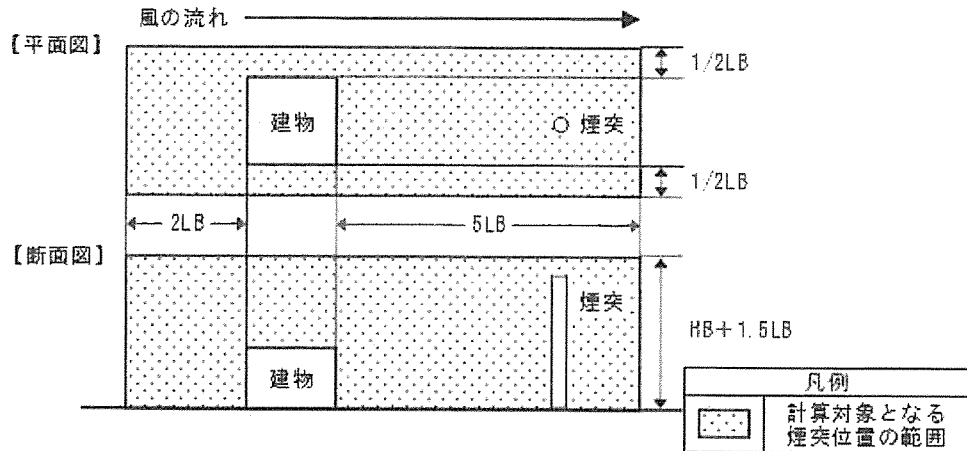 風の流れ
【平面図】
1/2LB
建物
煙突
1/2LB
2LB
5LB
【断面図】
煙突
HB+1.5LB
建物
凡例
計算対象となる
煙突位置の範囲